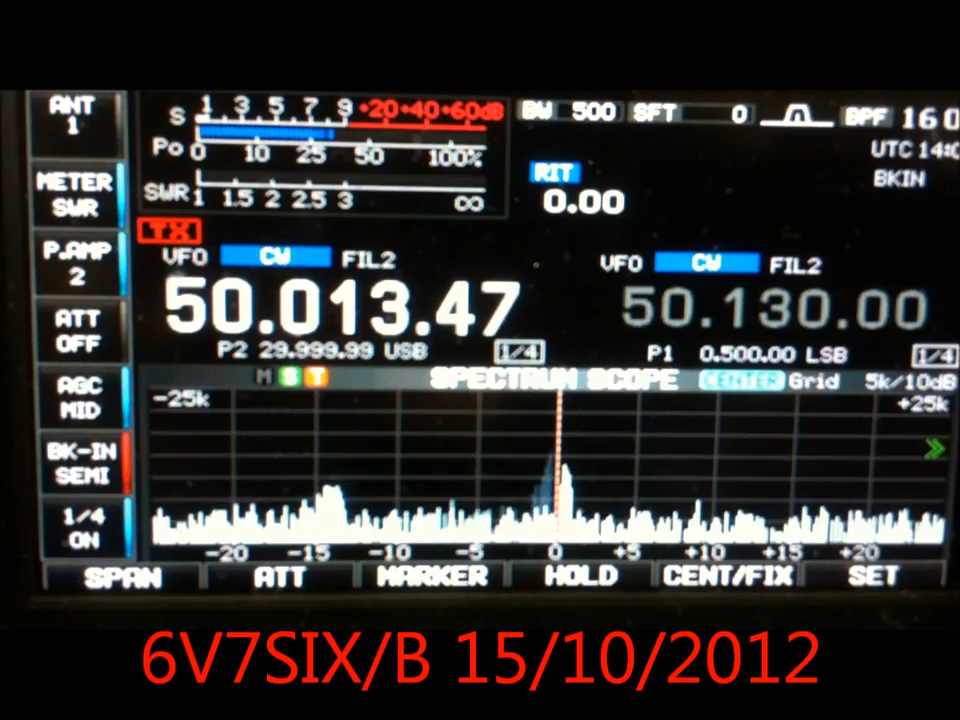 ANT
1
METER
SWR
P.AMP
2
ATT
OFF
AGC
MID
BK-IN
SEMI
1/4
ON
S 1 3 5 7 9 +20+40+60dB
Po 0 10 25 50 100%
SWR 1 1.5 2 2.5 3 ∞
BW 500 SFT 0 BPF 160
UTC 14:0
BKIN
RIT
0.00
TX
VFO CW FIL2
50.013.47
P2 29.999.99 USB 1/4
VFO CW FIL2
50.130.00
P1 0.500.00 LSB 1/4
M S T SPECTRUM SCOPE CENTER Grid 5k/10dB
-25k +25k
-20 -15 -10 -5 0 +5 +10 +15 +20
SPAN ATT MARKER HOLD CENT/FIX SET
6V7SIX/B 15/10/2012